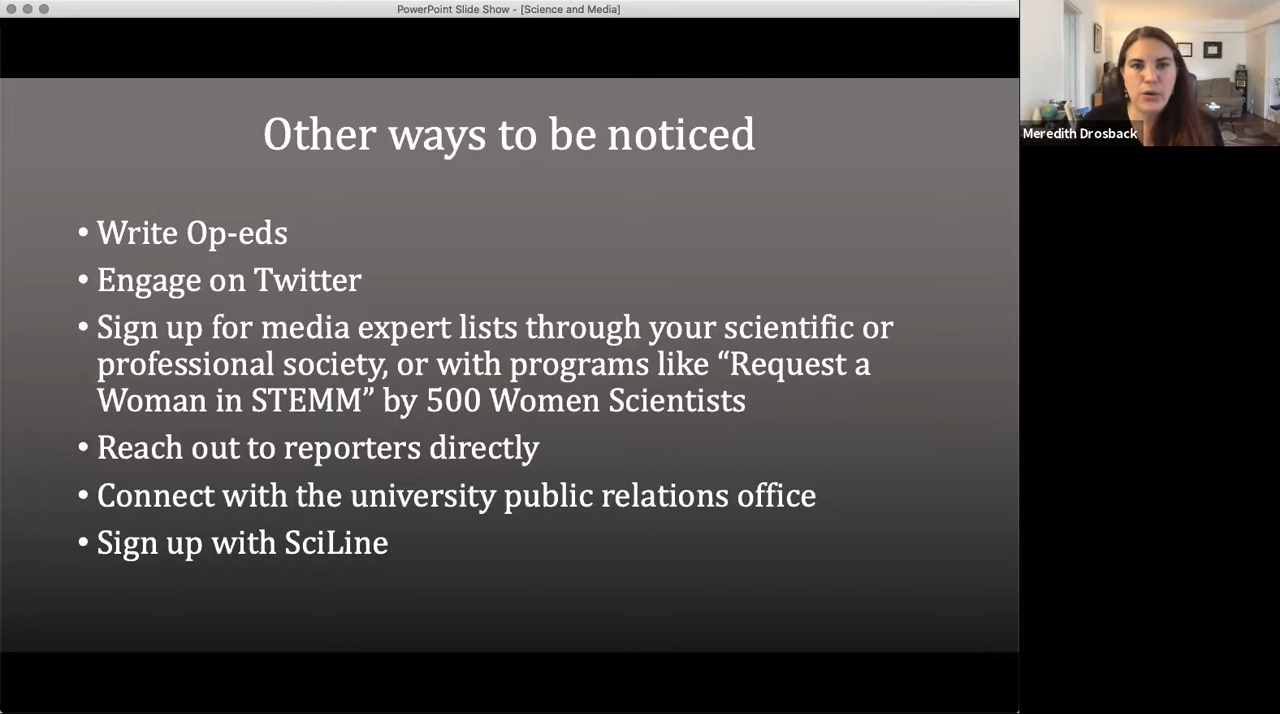 PowerPoint Slide Show - [Science and Media]
Other ways to be noticed
• Write Op-eds
• Engage on Twitter
• Sign up for media expert lists through your scientific or
professional society, or with programs like “Request a
Woman in STEMM” by 500 Women Scientists
• Reach out to reporters directly
• Connect with the university public relations office
• Sign up with SciLine
Meredith Drosback